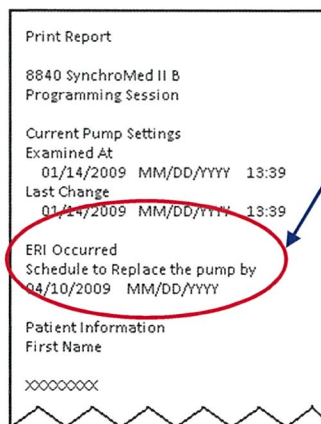 Print Report
8840 SynchroMed II B
Programming Session
Current Pump Settings
Examined At
01/14/2009 MM/DD/YYYY 13:39
Last Change
01/14/2009 MM/DD/YYYY 13:39
ERI Occurred
Schedule to Replace the pump by
04/10/2009 MM/DD/YYYY
Patient Information
First Name
XXXXXXXX